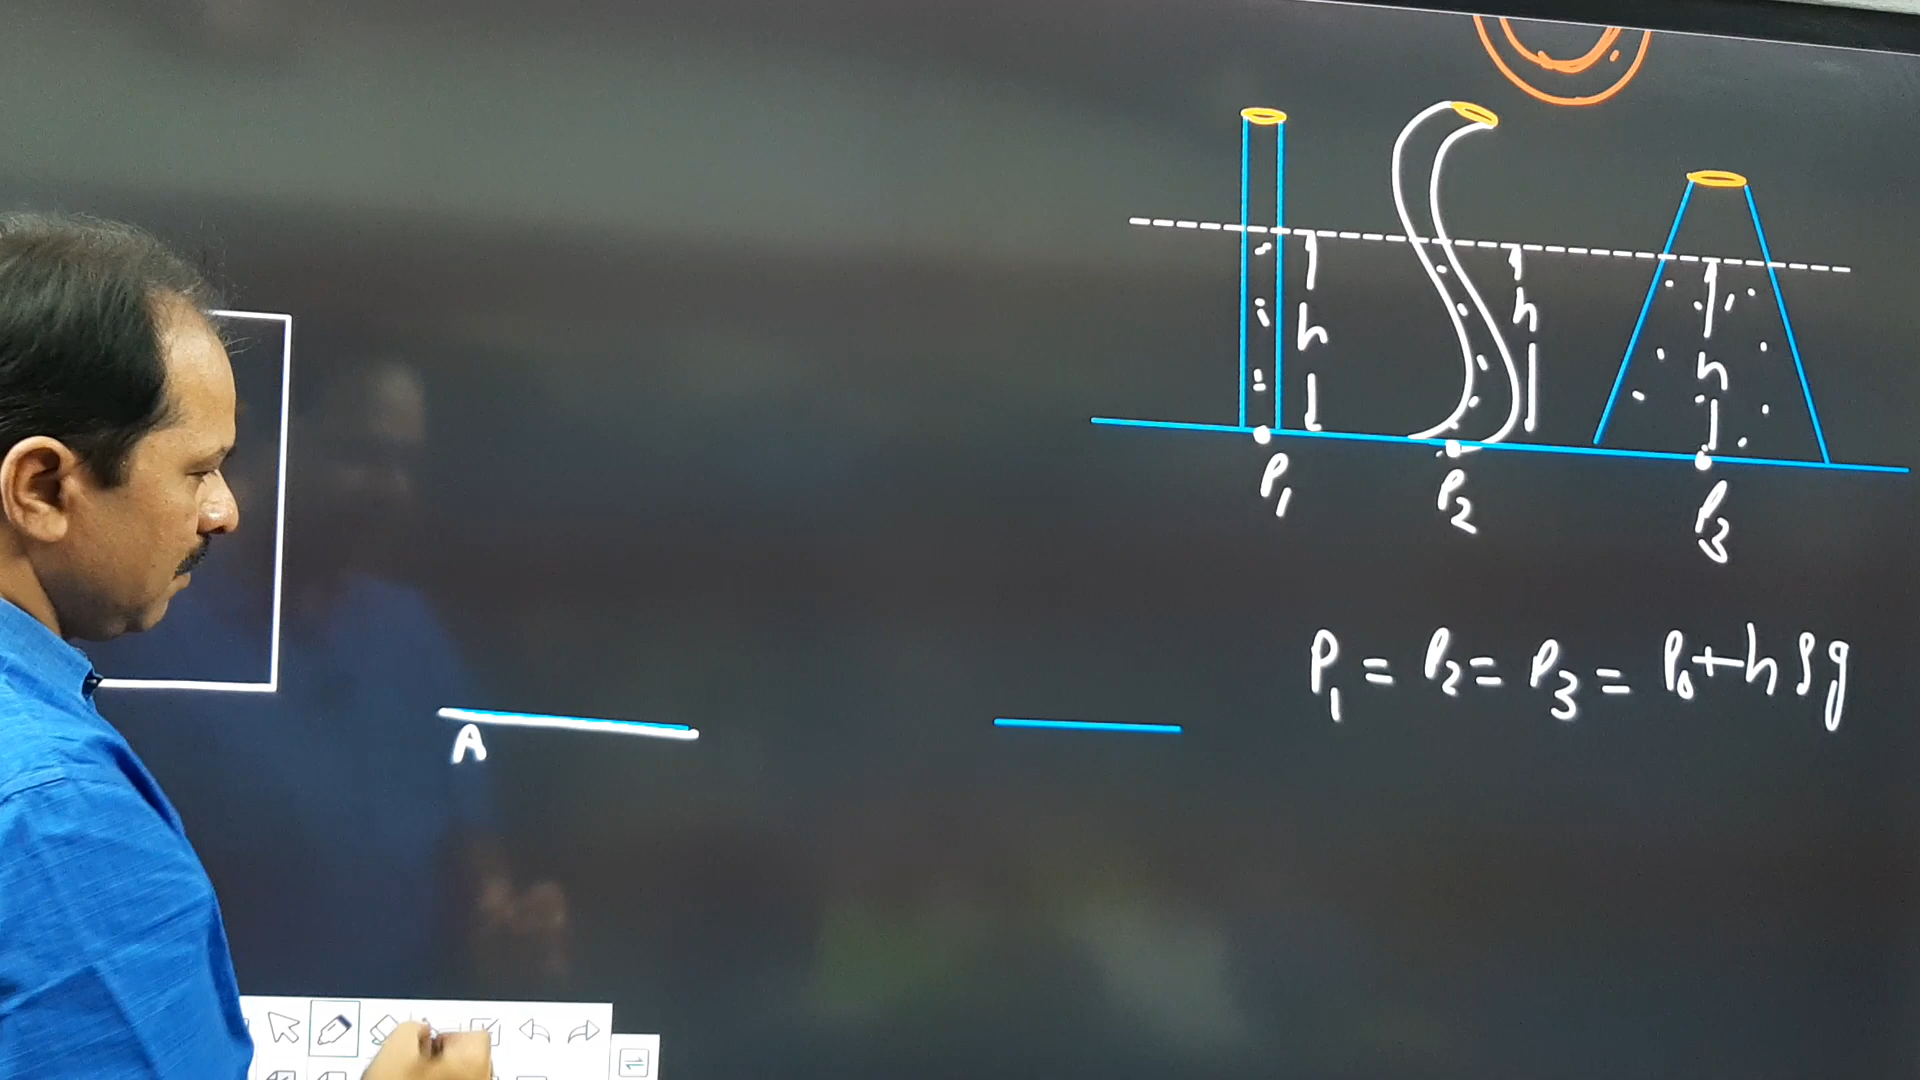 h
h
h
P₁
P₂
P₃
P₁ = P₂ = P₃ = P₀ + hρg
A